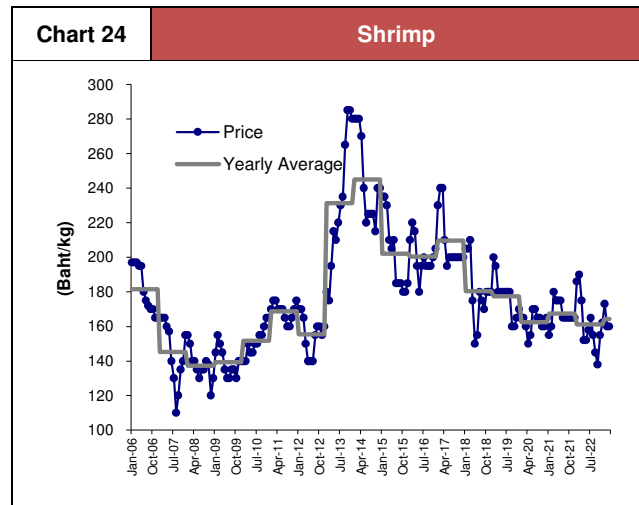 Chart 24
Shrimp
300
280
260
240
220
200
180
160
140
120
100
(Baht/kg)
Price
Yearly Average
Jan-06
Oct-06
Jul-07
Apr-08
Jan-09
Oct-09
Jul-10
Apr-11
Jan-12
Oct-12
Jul-13
Apr-14
Jan-15
Oct-15
Jul-16
Apr-17
Jan-18
Oct-18
Jul-19
Apr-20
Jan-21
Oct-21
Jul-22